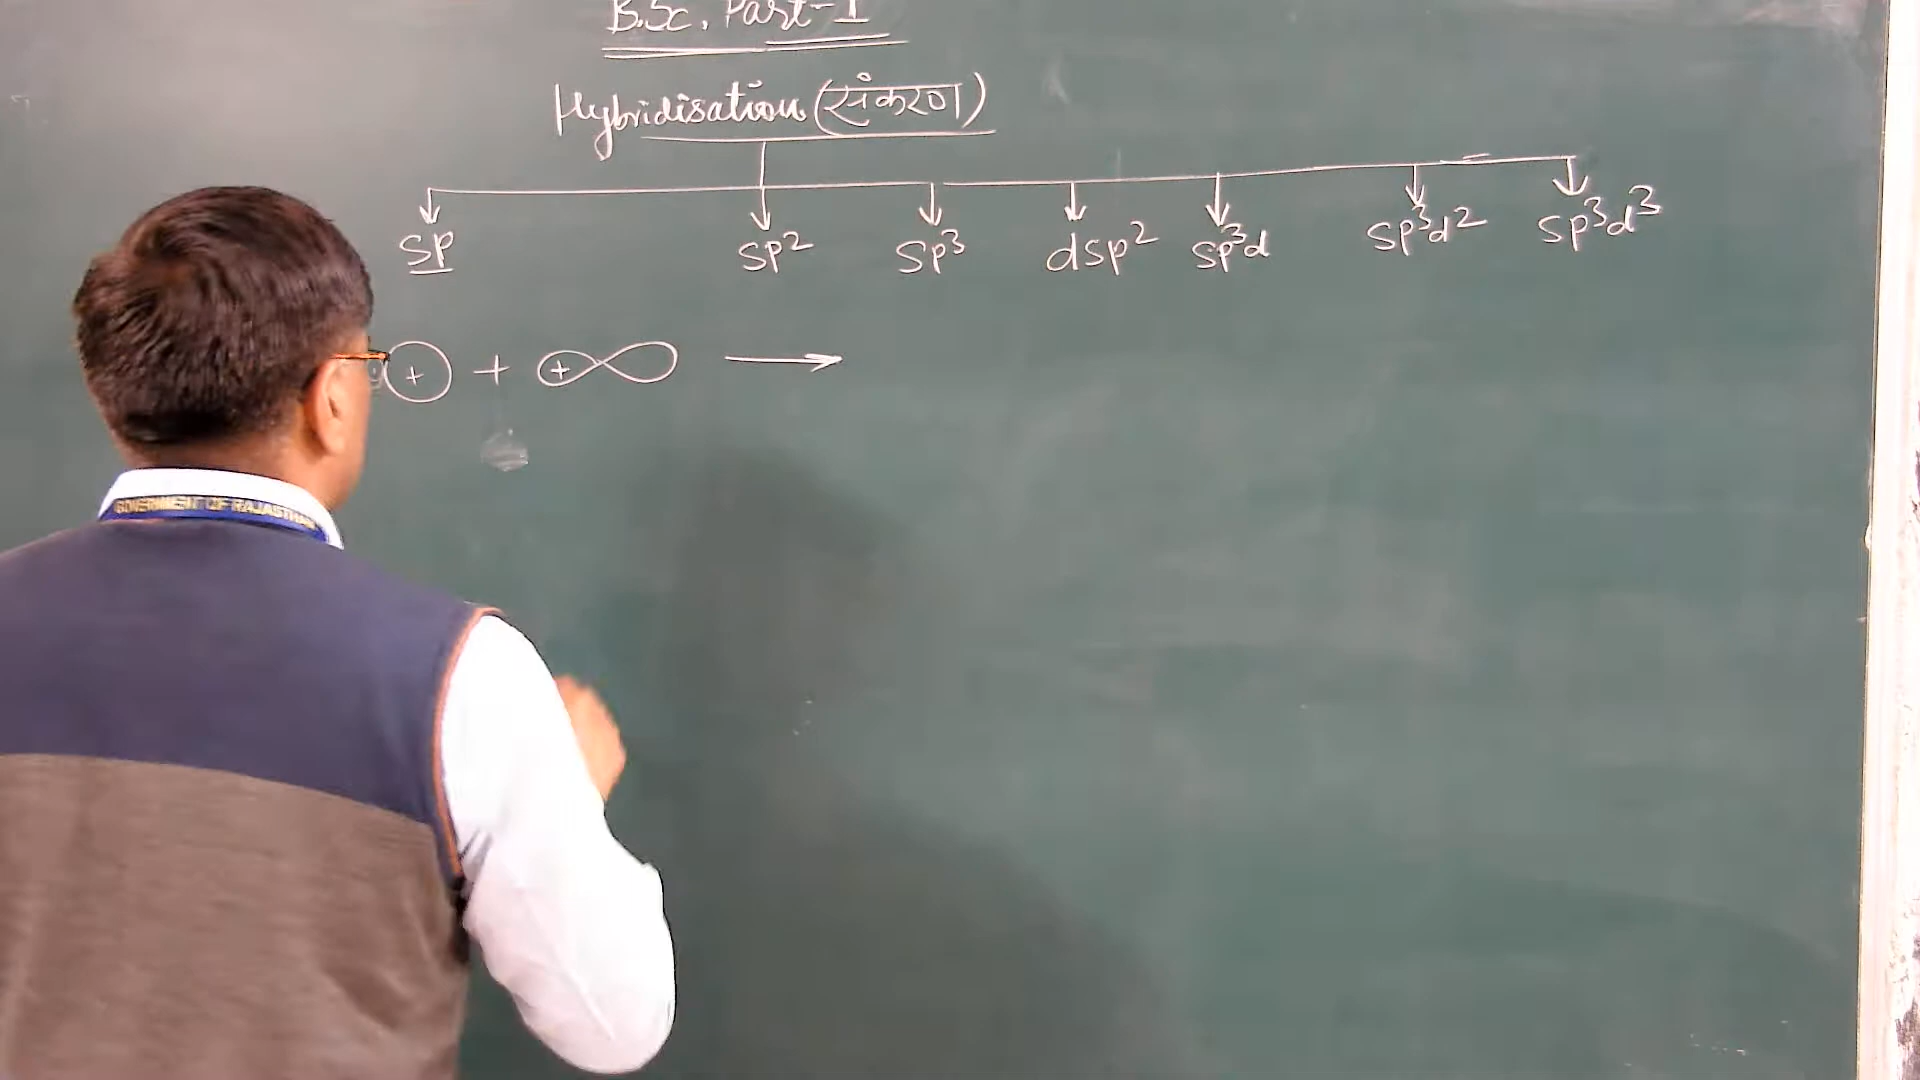 B.Sc. Part-I
Hybridisation (संकरण)
sp sp² sp³ dsp² sp³d sp³d² sp³d³
+ + +
GOVERNMENT OF RAJASTHAN